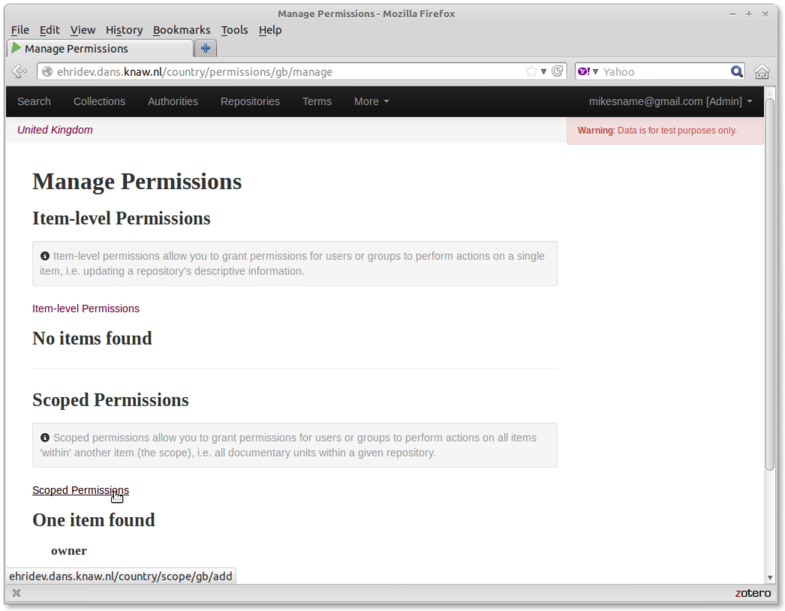 Manage Permissions - Mozilla Firefox
File Edit View History Bookmarks Tools Help
Manage Permissions
ehridev.dans.knaw.nl/country/permissions/gb/manage
Yahoo
Search Collections Authorities Repositories Terms More mikesname@gmail.com [Admin]
United Kingdom
Warning: Data is for test purposes only.
Manage Permissions
Item-level Permissions
Item-level permissions allow you to grant permissions for users or groups to perform actions on a single
item, i.e. updating a repository's descriptive information.
Item-level Permissions
No items found
Scoped Permissions
Scoped permissions allow you to grant permissions for users or groups to perform actions on all items
'within' another item (the scope), i.e. all documentary units within a given repository.
Scoped Permissions
One item found
owner
ehridev.dans.knaw.nl/country/scope/gb/add
zotero